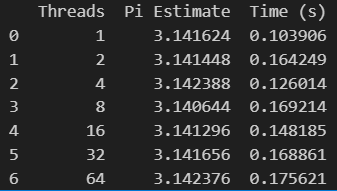 Threads Pi Estimate Time (s)
0 1 3.141624 0.103906
1 2 3.141448 0.164249
2 4 3.142388 0.126014
3 8 3.140644 0.169214
4 16 3.141296 0.148185
5 32 3.141656 0.168861
6 64 3.142376 0.175621